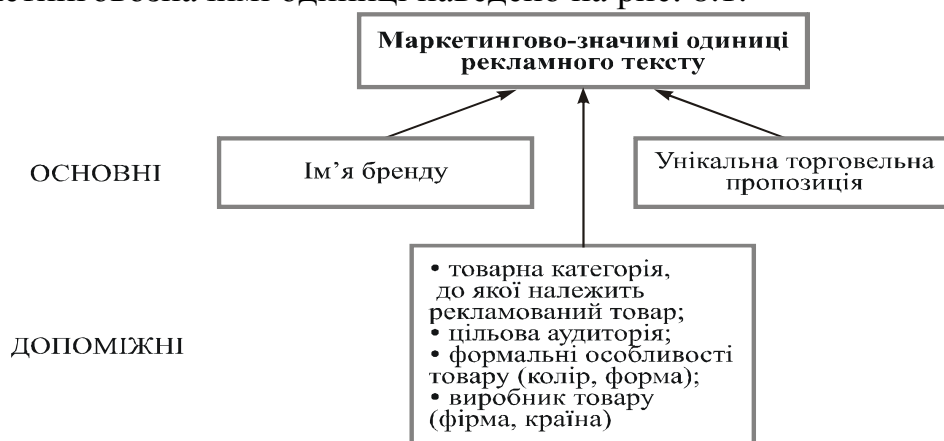 Маркетингово-значимі одиниці
рекламного тексту
ОСНОВНІ
Ім’я бренду
Унікальна торговельна
пропозиція
ДОПОМІЖНІ
• товарна категорія,
до якої належить
рекламований товар;
• цільова аудиторія;
• формальні особливості
товару (колір, форма);
• виробник товару
(фірма, країна)